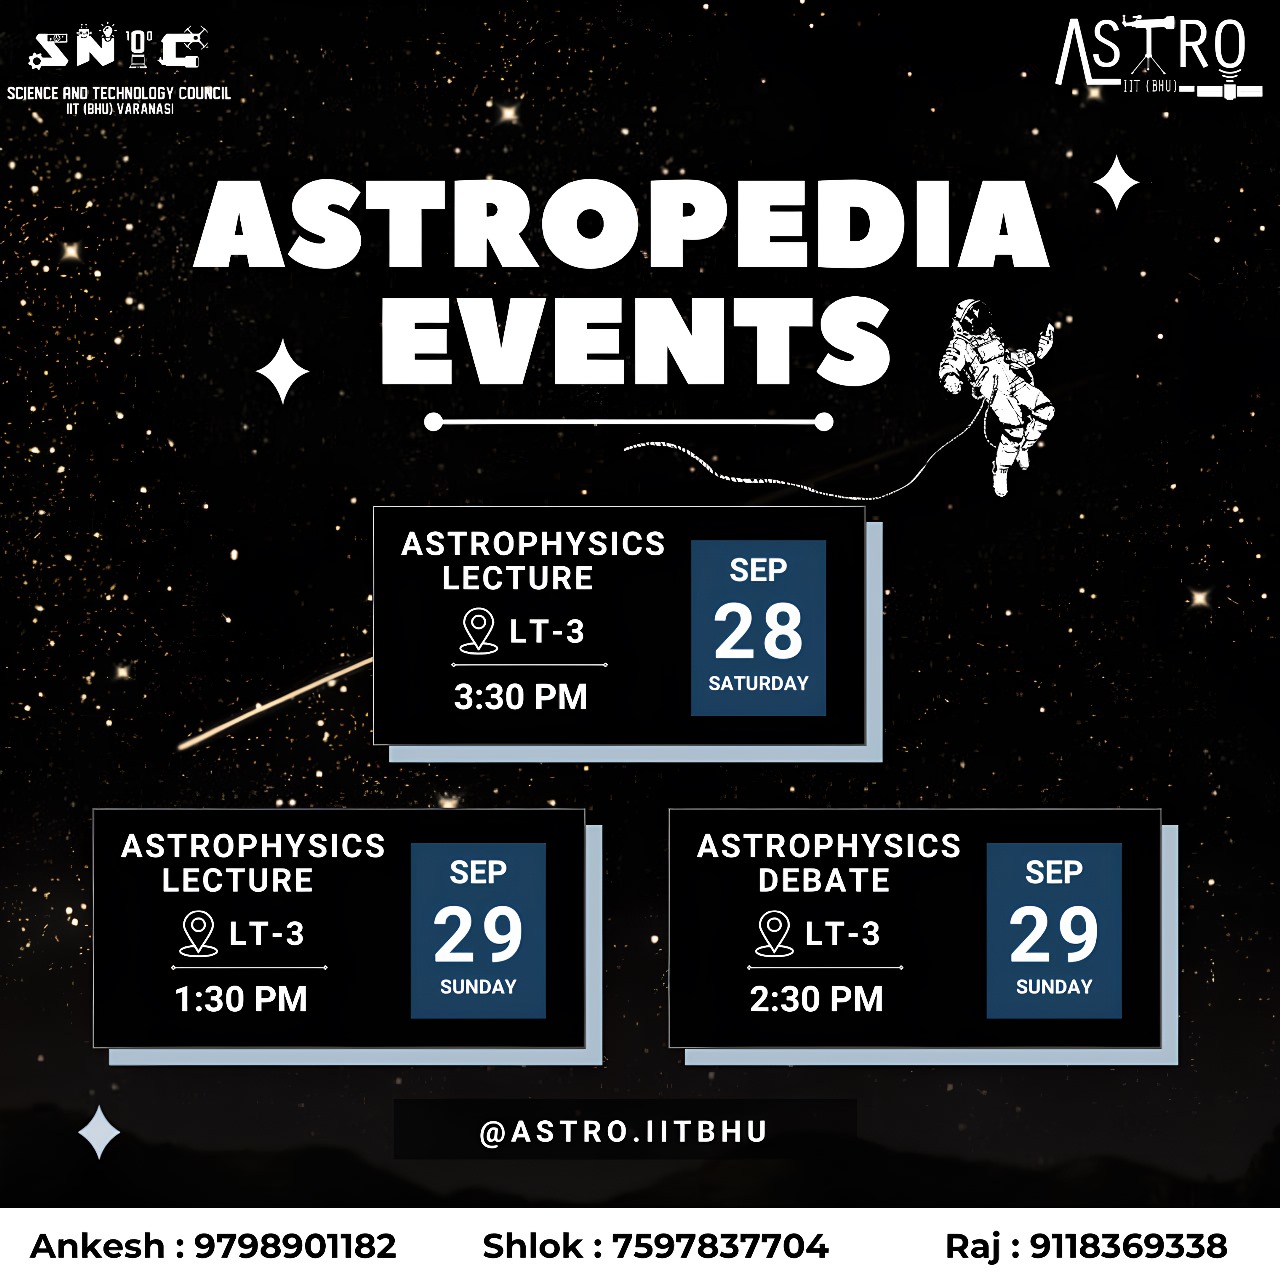 SNTC
SCIENCE AND TECHNOLOGY COUNCIL
IIT (BHU) VARANASI
ASTRO
IIT (BHU)
ASTROPEDIA
EVENTS
ASTROPHYSICS
LECTURE
LT-3
3:30 PM
SEP
28
SATURDAY
ASTROPHYSICS
LECTURE
LT-3
1:30 PM
SEP
29
SUNDAY
ASTROPHYSICS
DEBATE
LT-3
2:30 PM
SEP
29
SUNDAY
@ASTRO.IITBHU
Ankesh : 9798901182
Shlok : 7597837704
Raj : 9118369338